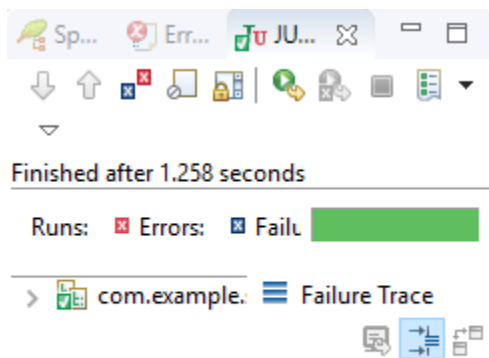 Sp... Err... JU...
Finished after 1.258 seconds
Runs: Errors: Failu
com.example. Failure Trace